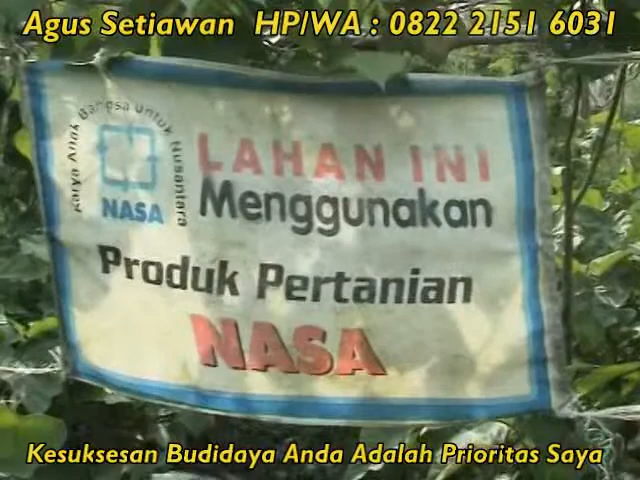 Agus Setiawan HP/WA : 0822 2151 6031
Karya Anak Bangsa untuk Nusantara
NASA
LAHAN INI
Menggunakan
Produk Pertanian
NASA
Kesuksesan Budidaya Anda Adalah Prioritas Saya